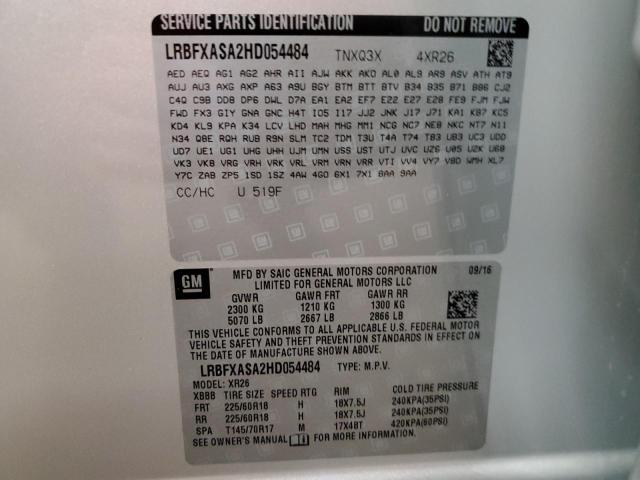 SERVICE PARTS IDENTIFICATION DO NOT REMOVE
LRBFXASA2HD054484 TNXQ3X 4XR26
AED AEQ AG1 AG2 AHR AII AJW AKK AKO AL0 AL9 AR9 ASV ATH AT9
AUJ AU3 AXG AXP A63 A9U BGY BTM BTT BTV B34 B35 B71 B86 CJ2
C4Q C9B DD8 DP6 DWL D7A EA1 EA2 EF7 E22 E27 E28 FE9 FJM FJW
FWD FX3 GIY GNA GNC H4T IO5 I17 JJ2 JNK J17 J71 KA1 KB7 KC5
KD4 KL9 KPA K34 LCV LHD MAH MHG MM1 NCG NC7 NE8 NKC NT7 N11
N34 Q8E RQH RUB R9N SLM TC2 TDM T3U T4A T74 T83 UB3 UC3 UDD
UD7 UE1 UG1 UHG UHH UJM UMN USS UST UTJ UVC UZ6 U05 U2K U68
VK3 VK8 VRG VRH VRK VRL VRM VRN VRR VTI VV4 VY7 V8D WMH XL7
Y7C ZAB ZP5 1SD 1SZ 4AW 4G0 6X1 7X1 8AA 9AA
CC/HC U 519F
GM
MFD BY SAIC GENERAL MOTORS CORPORATION 09/16
LIMITED FOR GENERAL MOTORS LLC
GVWR GAWR FRT GAWR RR
2300 KG 1210 KG 1300 KG
5070 LB 2667 LB 2866 LB
THIS VEHICLE CONFORMS TO ALL APPLICABLE U.S. FEDERAL MOTOR
VEHICLE SAFETY AND THEFT PREVENTION STANDARDS IN EFFECT ON
THE DATE OF MANUFACTURE SHOWN ABOVE.
LRBFXASA2HD054484 TYPE: M.P.V.
MODEL: XR26
XBBB TIRE SIZE SPEED RTG RIM COLD TIRE PRESSURE
FRT 225/60R18 H 18X7.5J 240KPA(35PSI)
RR 225/60R18 H 18X7.5J 240KPA(35PSI)
SPA T145/70R17 M 17X4BT 420KPA(60PSI)
SEE OWNER'S MANUAL FOR MORE INFORMATION